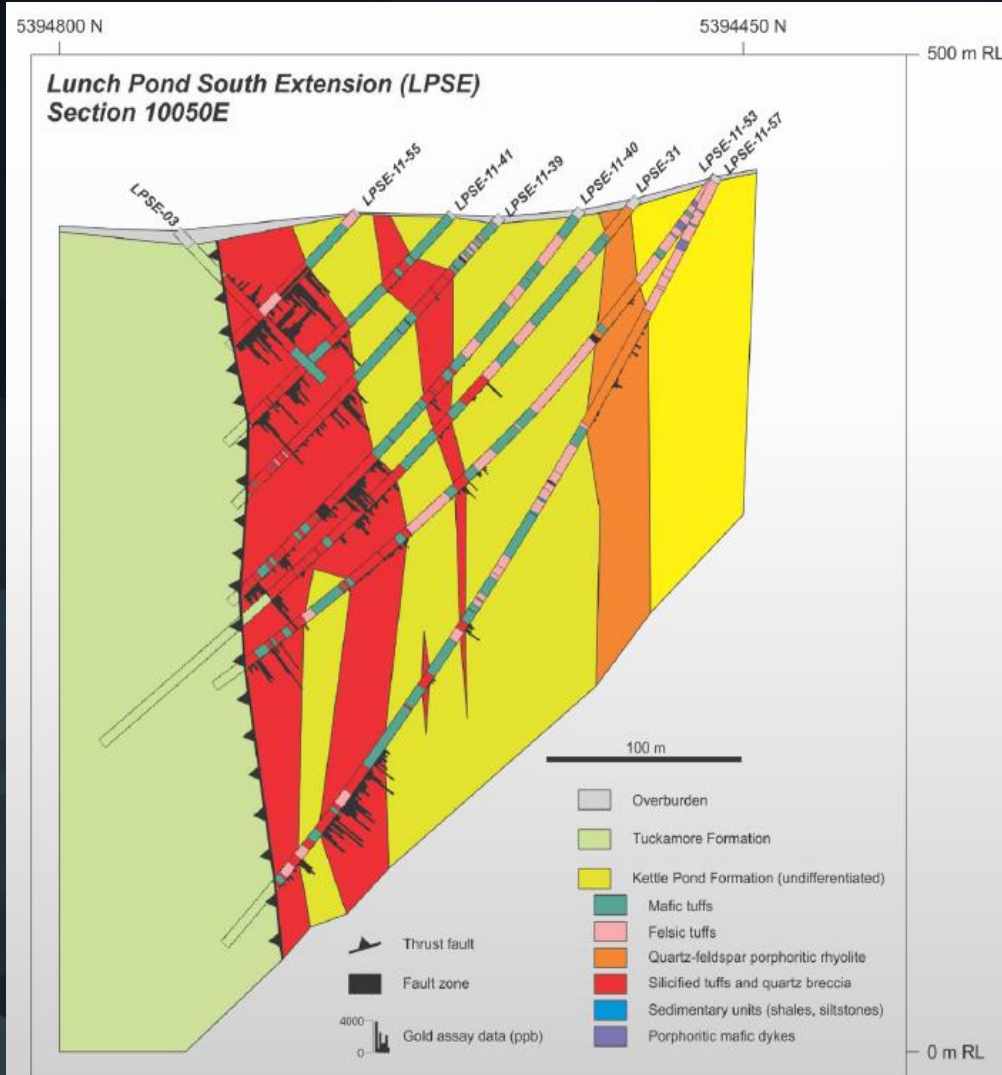 5394800 N
5394450 N
500 m RL
Lunch Pond South Extension (LPSE)
Section 10050E
LPSE-03
LPSE-11-55
LPSE-11-41
LPSE-11-39
LPSE-11-40
LPSE-31
LPSE-11-53
LPSE-11-57
100 m
Overburden
Tuckamore Formation
Kettle Pond Formation (undifferentiated)
Mafic tuffs
Felsic tuffs
Quartz-feldspar porphoritic rhyolite
Silicified tuffs and quartz breccia
Sedimentary units (shales, siltstones)
Porphoritic mafic dykes
Thrust fault
Fault zone
4000
0
Gold assay data (ppb)
0 m RL